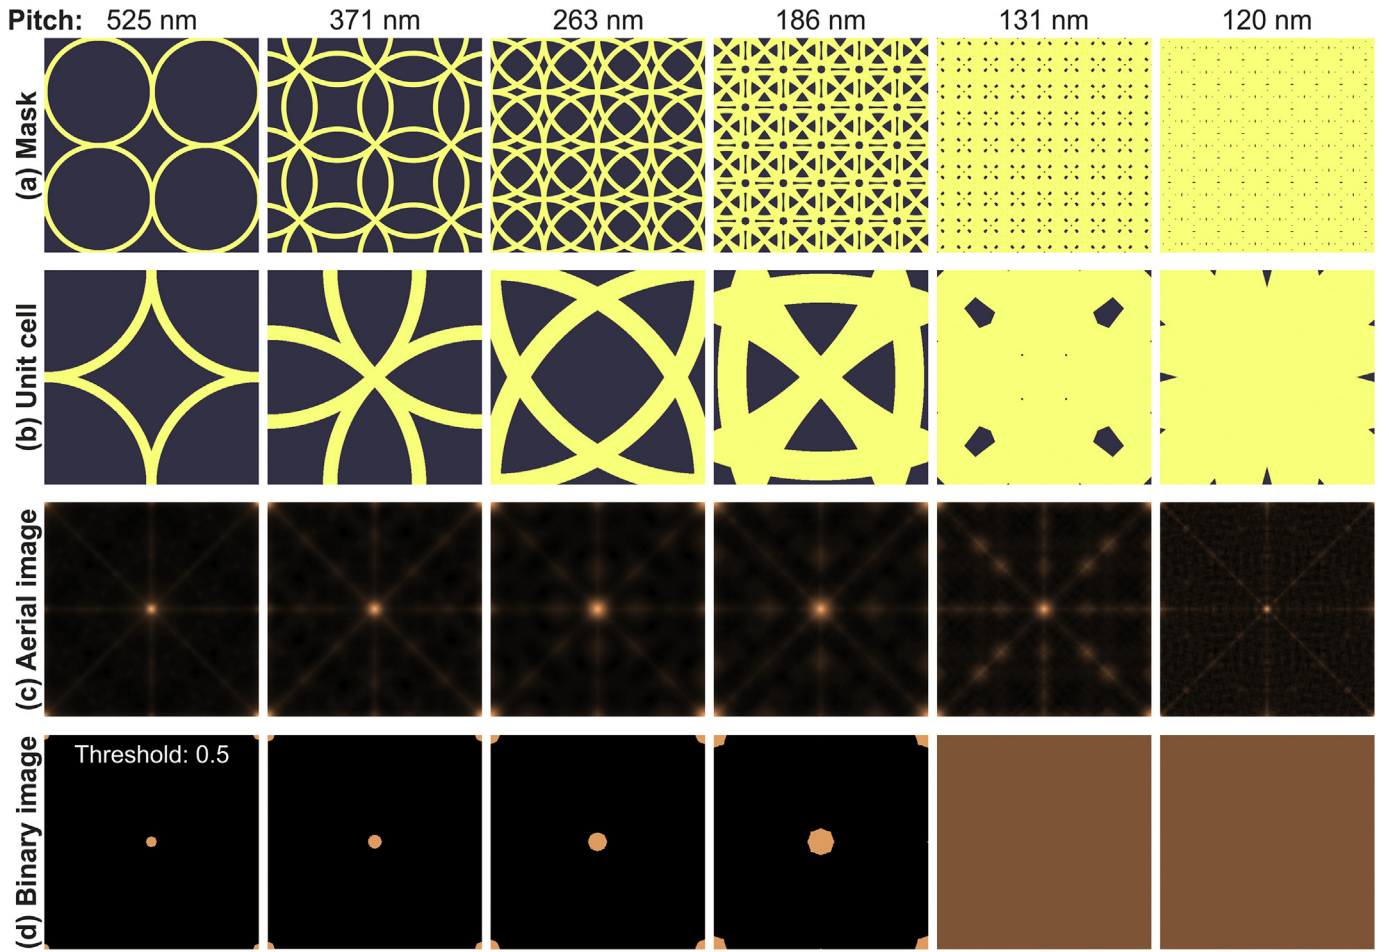 Pitch: 525 nm 371 nm 263 nm 186 nm 131 nm 120 nm
(a) Mask
(b) Unit cell
(c) Aerial image
(d) Binary image
Threshold: 0.5